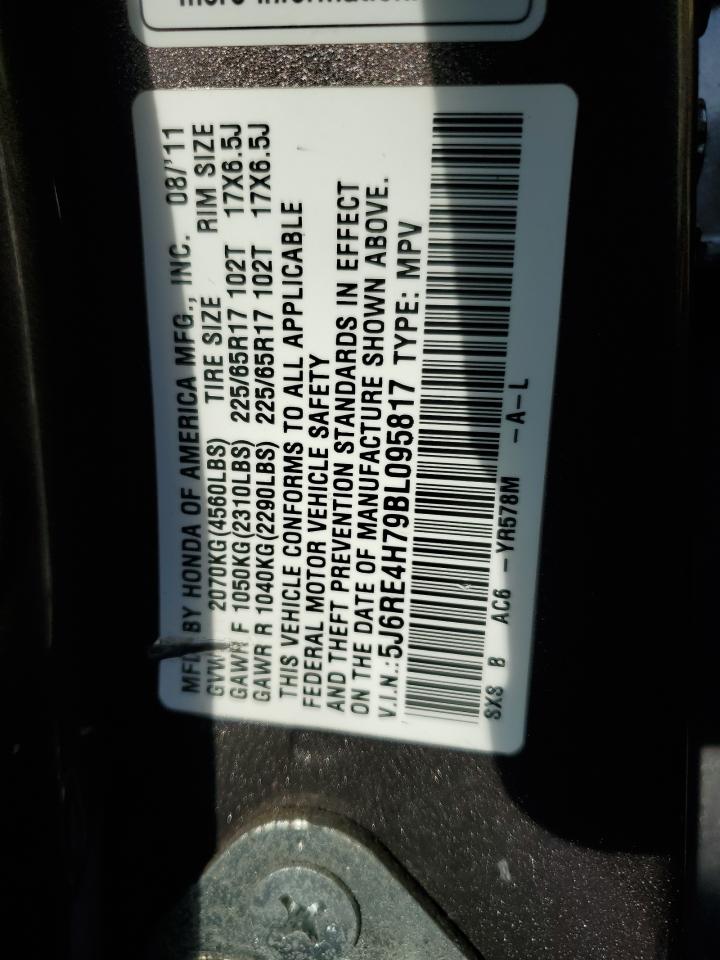 more information.
MFD. BY HONDA OF AMERICA MFG., INC. 08/'11
2070KG(4560LBS) TIRE SIZE RIM SIZE
GAWR F 1050KG(2310LBS) 225/65R17 102T 17X6.5J
GAWR R 1040KG(2290LBS) 225/65R17 102T 17X6.5J
THIS VEHICLE CONFORMS TO ALL APPLICABLE
FEDERAL MOTOR VEHICLE SAFETY
AND THEFT PREVENTION STANDARDS IN EFFECT
ON THE DATE OF MANUFACTURE SHOWN ABOVE.
V.I.N.:5J6RE4H79BL095817 TYPE: MPV
SXS B AC6 -YR578M -A-L